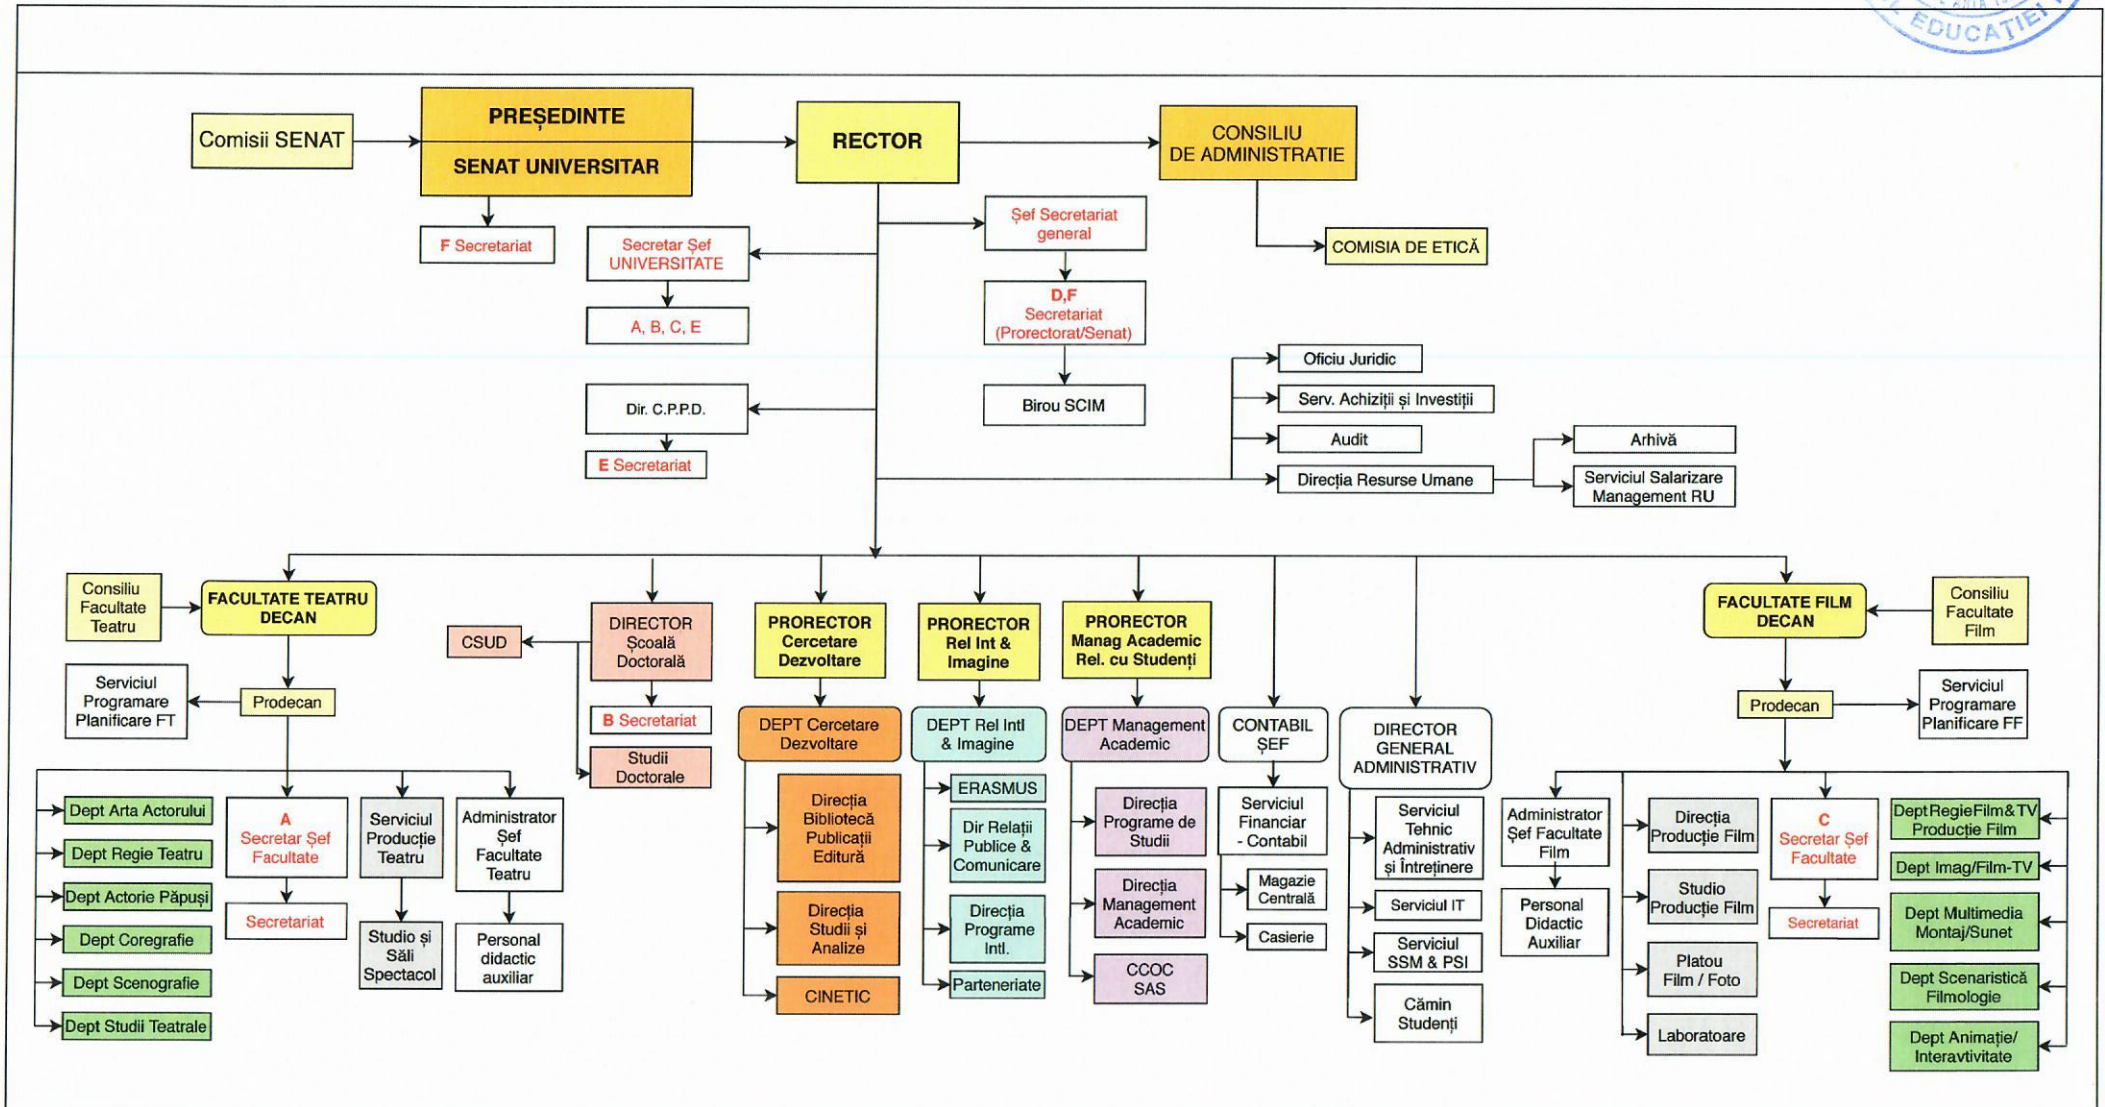 EDUCAȚIEI
Comisii SENAT
PREȘEDINTE
SENAT UNIVERSITAR
RECTOR
CONSILIU
DE ADMINISTRATIE
F Secretariat
Secretar Șef
UNIVERSITATE
A, B, C, E
Șef Secretariat
general
D,F
Secretariat
(Prorectorat/Senat)
Birou SCIM
COMISIA DE ETICĂ
Dir. C.P.P.D.
E Secretariat
Oficiu Juridic
Serv. Achiziții și Investiții
Audit
Direcția Resurse Umane
Arhivă
Serviciul Salarizare
Management RU
Consiliu
Facultate
Teatru
FACULTATE TEATRU
DECAN
Serviciul
Programare
Planificare FT
Prodecan
Dept Arta Actorului
Dept Regie Teatru
Dept Actorie Păpuși
Dept Coregrafie
Dept Scenografie
Dept Studii Teatrale
A
Secretar Șef
Facultate
Secretariat
Serviciul
Producție
Teatru
Studio și
Săli
Spectacol
Administrator
Șef
Facultate
Teatru
Personal
didactic
auxiliar
CSUD
DIRECTOR
Școală
Doctorală
B Secretariat
Studii
Doctorale
PRORECTOR
Cercetare
Dezvoltare
DEPT Cercetare
Dezvoltare
Direcția
Bibliotecă
Publicații
Editură
Direcția
Studii și
Analize
CINETIC
PRORECTOR
Rel Int &
Imagine
DEPT Rel Intl
& Imagine
ERASMUS
Dir Relații
Publice &
Comunicare
Direcția
Programe
Intl.
Parteneriate
PRORECTOR
Manag Academic
Rel. cu Studenți
DEPT Management
Academic
Direcția
Programe de
Studii
Direcția
Management
Academic
CCOC
SAS
CONTABIL
ȘEF
Serviciul
Financiar
- Contabil
Magazie
Centrală
Casierie
DIRECTOR
GENERAL
ADMINISTRATIV
Serviciul
Tehnic
Administrativ
și Întreținere
Serviciul IT
Serviciul
SSM & PSI
Cămin
Studenți
FACULTATE FILM
DECAN
Consiliu
Facultate
Film
Prodecan
Serviciul
Programare
Planificare FF
Administrator
Șef Facultate
Film
Personal
Didactic
Auxiliar
Direcția
Producție Film
Studio
Producție Film
Platou
Film / Foto
Laboratoare
C
Secretar Șef
Facultate
Secretariat
Dept Regie Film & TV
Producție Film
Dept Imag/Film-TV
Dept Multimedia
Montaj/Sunet
Dept Scenaristică
Filmologie
Dept Animație/
Interavtivitate